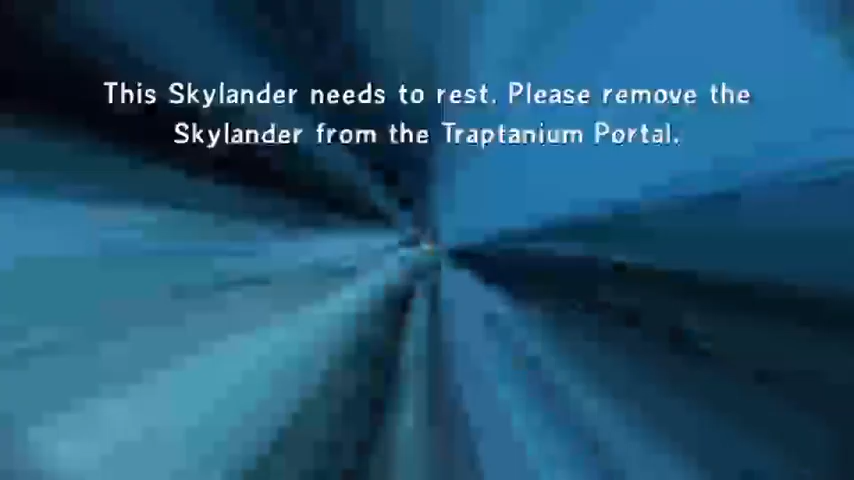 This Skylander needs to rest. Please remove the
Skylander from the Traptanium Portal.